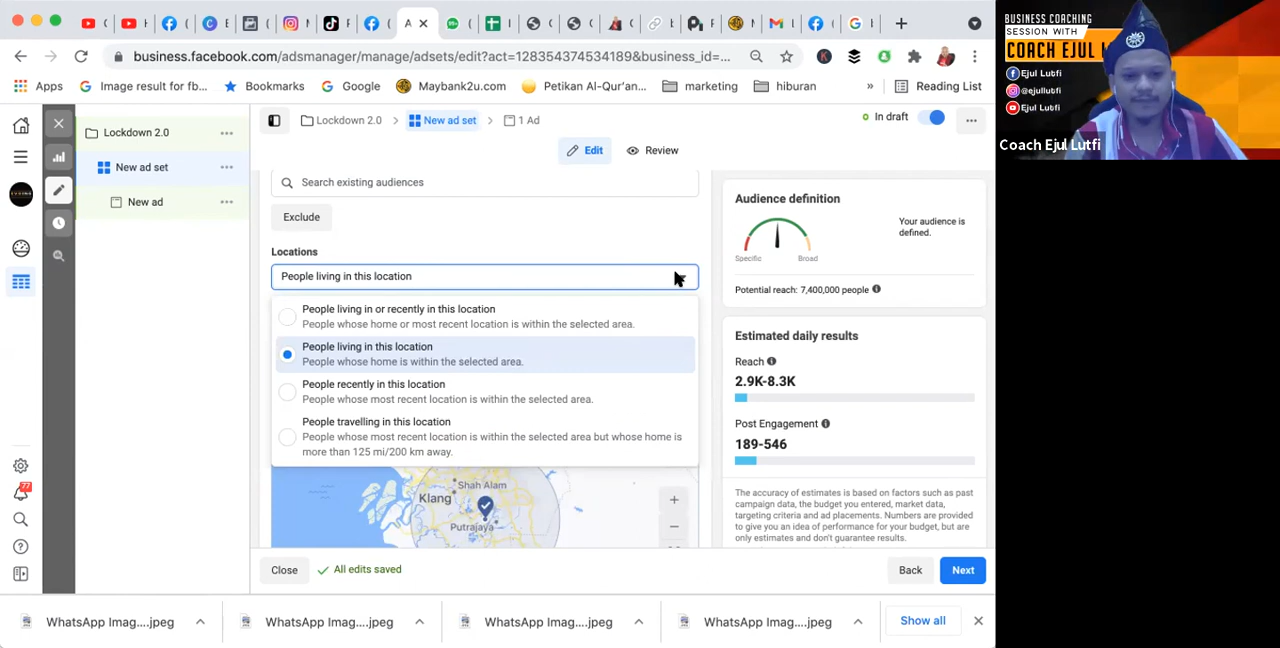 business.facebook.com/adsmanager/manage/adsets/edit?act=128354374534189&business_id=...
Apps
Image result for fb...
Bookmarks
Google
Maybank2u.com
Petikan Al-Qur'an...
marketing
hiburan
»
Reading List
Lockdown 2.0
New ad set
New ad
Lockdown 2.0
New ad set
1 Ad
In draft
Edit
Review
Search existing audiences
Exclude
Locations
People living in this location
People living in or recently in this location
People whose home or most recent location is within the selected area.
People living in this location
People whose home is within the selected area.
People recently in this location
People whose most recent location is within the selected area.
People travelling in this location
People whose most recent location is within the selected area but whose home is
more than 125 mi/200 km away.
Shah Alam
Klang
Putrajaya
Audience definition
Specific
Broad
Your audience is
defined.
Potential reach: 7,400,000 people
Estimated daily results
Reach
2.9K-8.3K
Post Engagement
189-546
The accuracy of estimates is based on factors such as past
campaign data, the budget you entered, market data,
targeting criteria and ad placements. Numbers are provided
to give you an idea of performance for your budget, but are
only estimates and don't guarantee results.
77
Close
All edits saved
Back
Next
WhatsApp Imag....jpeg
WhatsApp Imag....jpeg
WhatsApp Imag....jpeg
WhatsApp Imag....jpeg
Show all
BUSINESS COACHING
SESSION WITH
COACH EJUL
Ejul Lutfi
@ejullutfi
Ejul Lutfi
Coach Ejul Lutfi